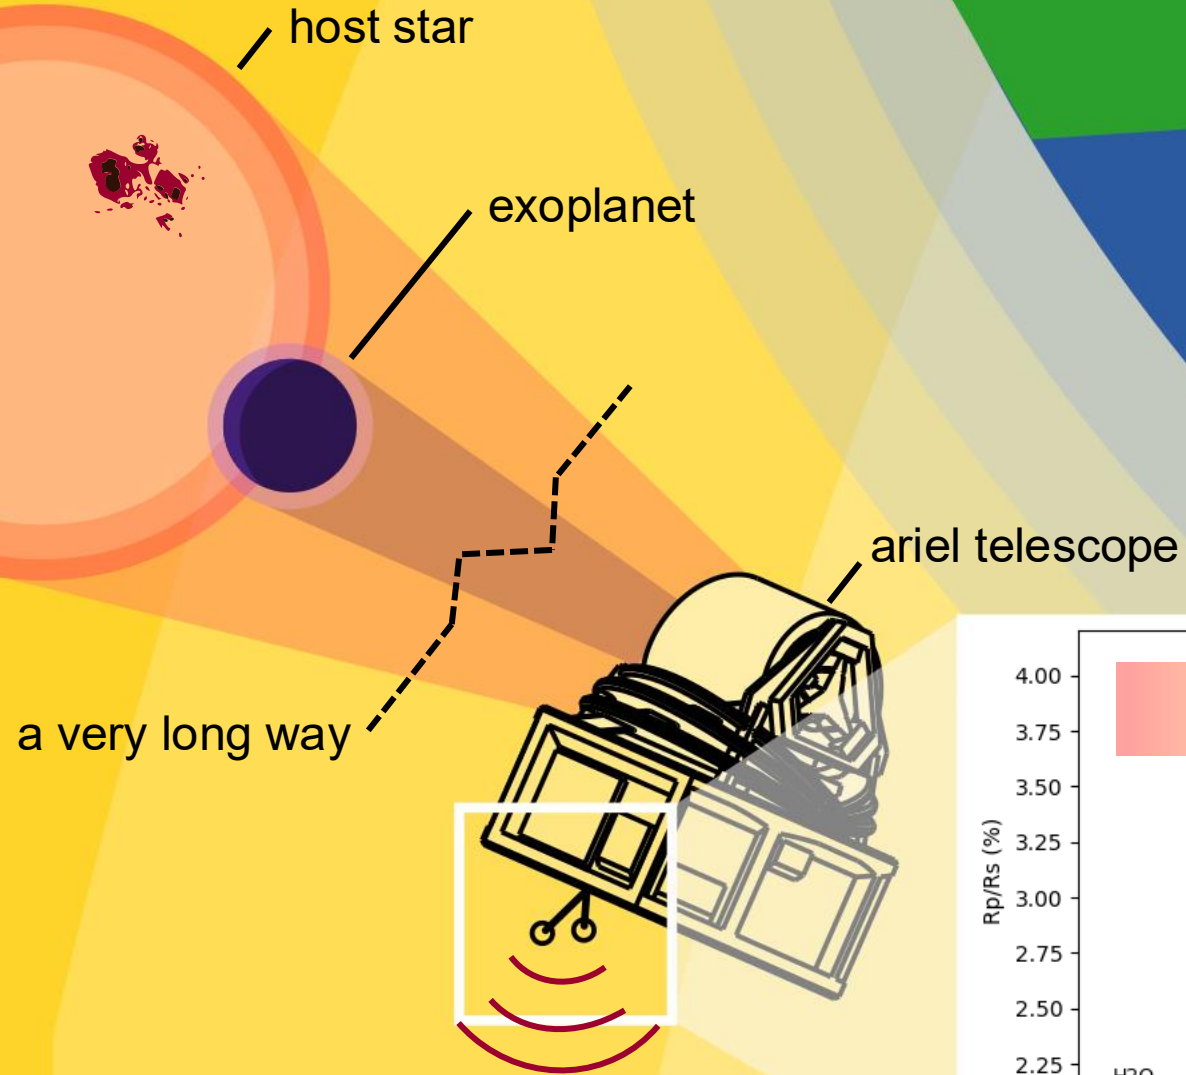 host star
exoplanet
ariel telescope
a very long way
4.00
3.75
3.50
3.25
3.00
2.75
2.50
2.25
Rp/Rs (%)
H2O